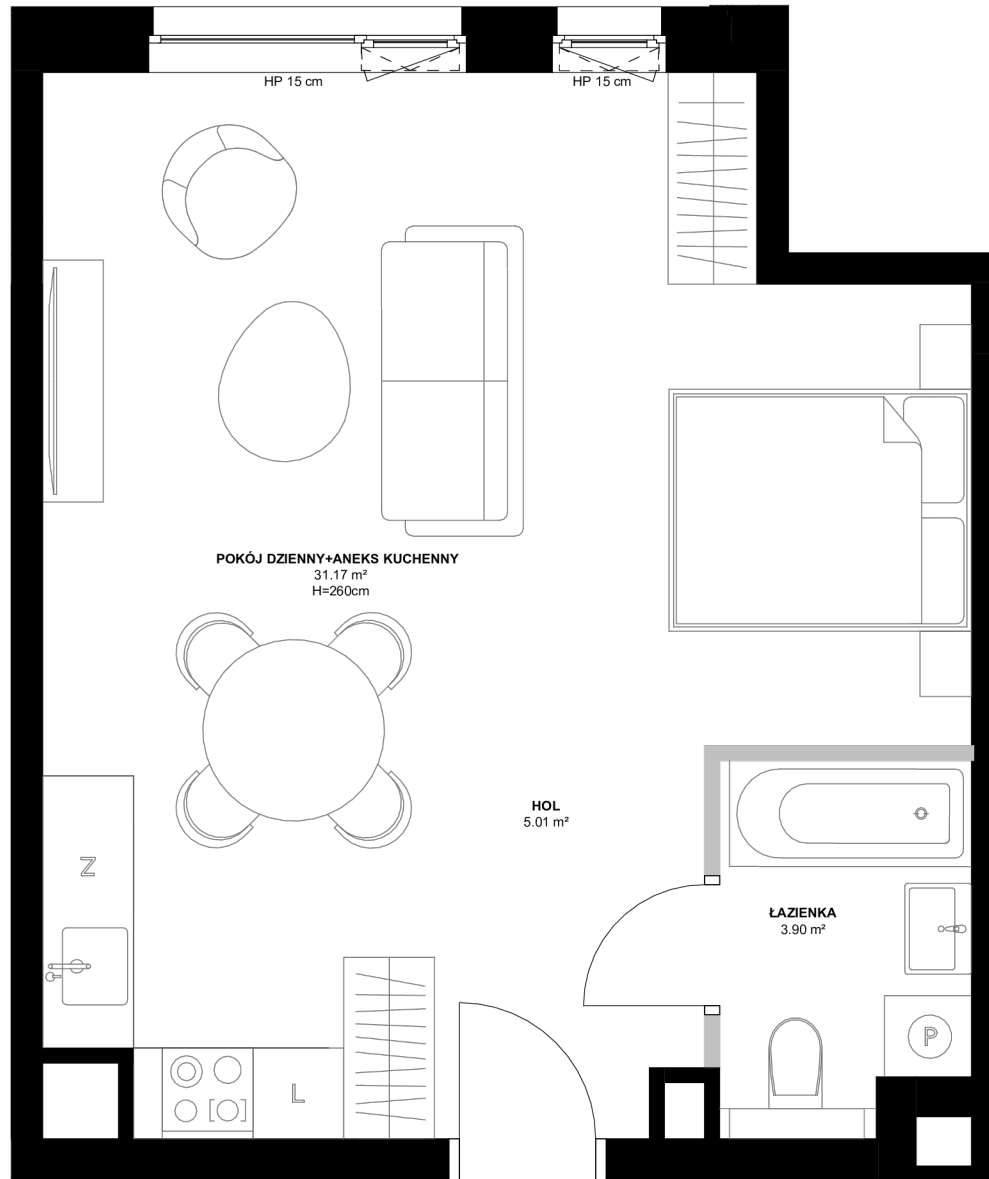 HP 15 cm
HP 15 cm
POKÓJ DZIENNY+ANEKS KUCHENNY
31.17 m²
H=260cm
HOL
5.01 m²
Z
ŁAZIENKA
3.90 m²
P
L